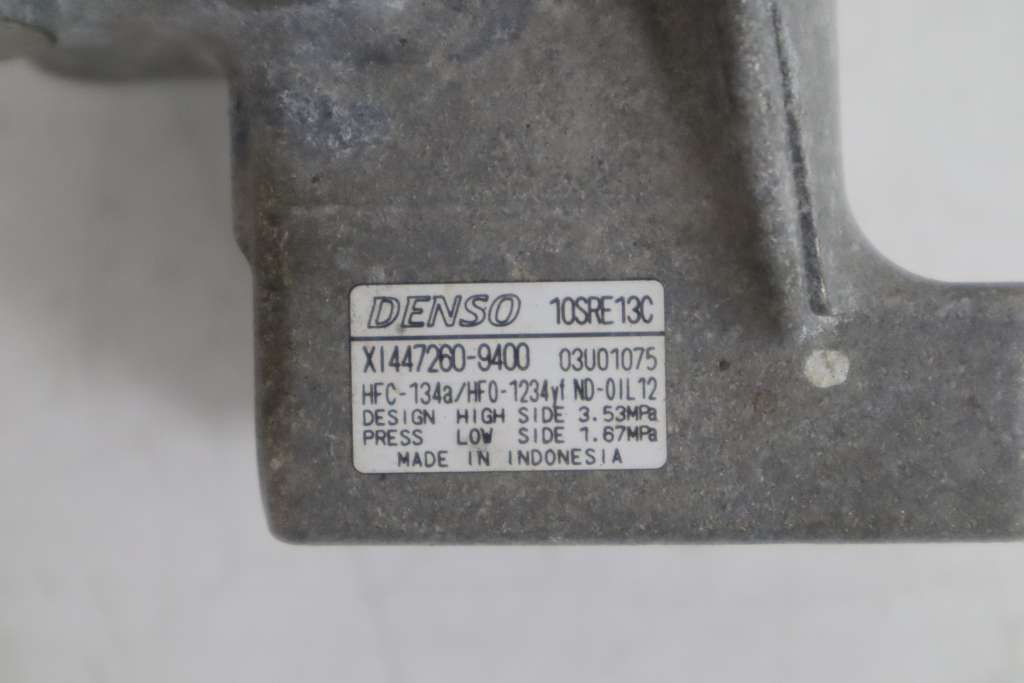 DENSO 10SRE13C
XI447260-9400 03U01075
HFC-134a/HFO-1234yf ND-OIL12
DESIGN HIGH SIDE 3.53MPa
PRESS LOW SIDE 1.67MPa
MADE IN INDONESIA